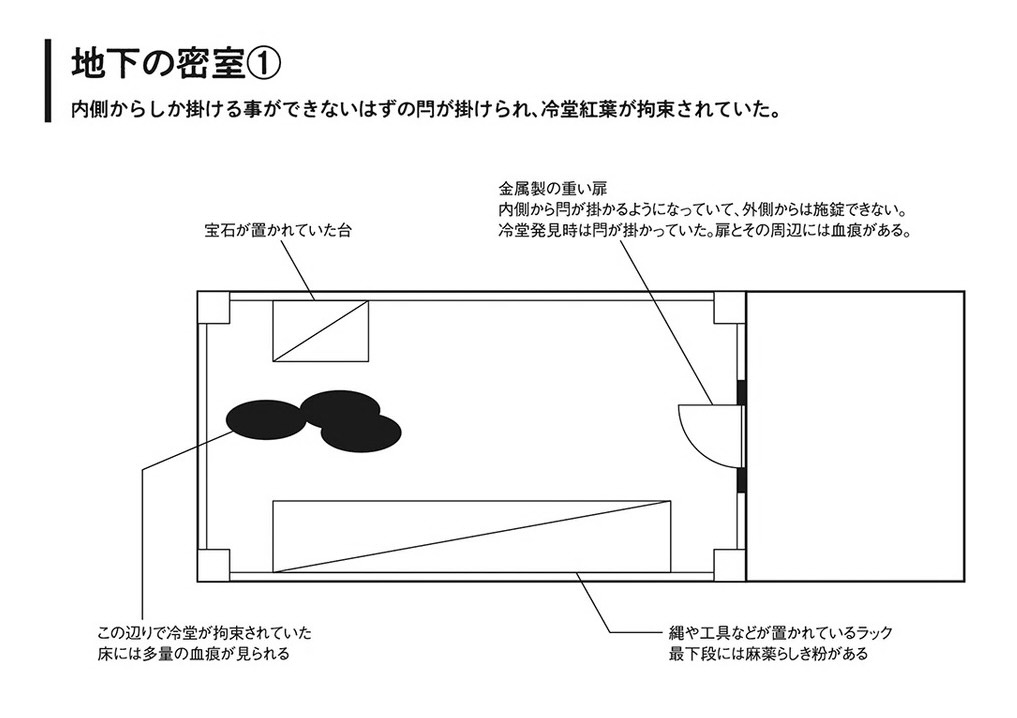 地下の密室①
内側からしか掛ける事ができないはずの閂が掛けられ、冷堂紅葉が拘束されていた。
金属製の重い扉
内側から閂が掛かるようになっていて、外側からは施錠できない。
冷堂発見時は閂が掛かっていた。扉とその周辺には血痕がある。
宝石が置かれていた台
この辺りで冷堂が拘束されていた
床には多量の血痕が見られる
縄や工具などが置かれているラック
最下段には麻薬らしき粉がある